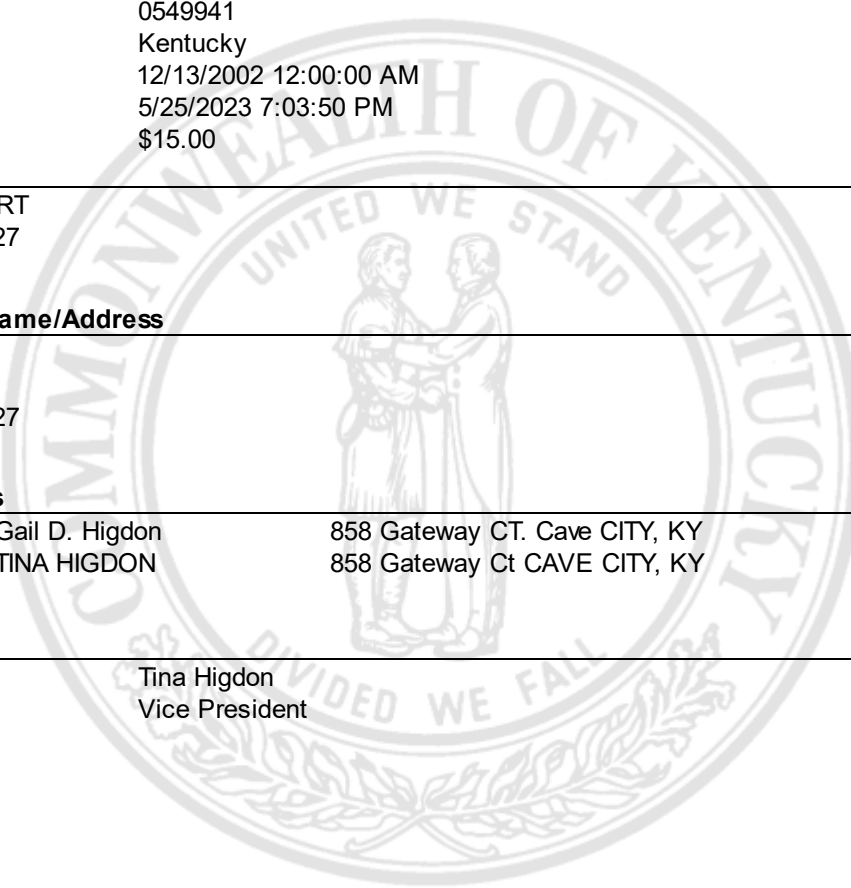 0549941
Kentucky
12/13/2002 12:00:00 AM
5/25/2023 7:03:50 PM
$15.00
RT
27
ame/Address
27
s
Gail D. Higdon 858 Gateway CT. Cave CITY, KY
TINA HIGDON 858 Gateway Ct CAVE CITY, KY
Tina Higdon
Vice President
COMMONWEALTH OF KENTUCKY
UNITED WE STAND
DIVIDED WE FALL